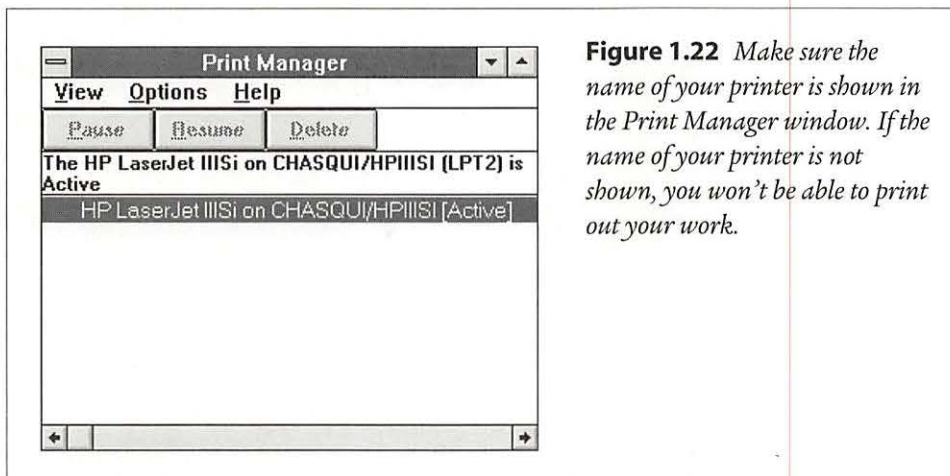 Print Manager
View Options Help
Pause Resume Delete
The HP LaserJet IIISi on CHASQUI/HPIIISI (LPT2) is
Active
HP LaserJet IIISi on CHASQUI/HPIIISI [Active]
Figure 1.22 Make sure the
name of your printer is shown in
the Print Manager window. If the
name of your printer is not
shown, you won't be able to print
out your work.